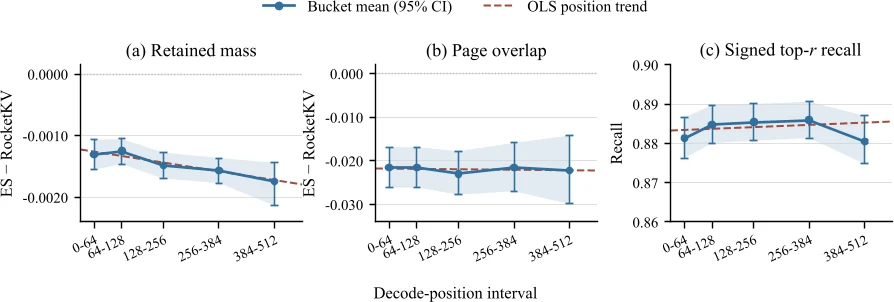 Bucket mean (95% CI) OLS position trend
(a) Retained mass
ES − RocketKV
0.0000
-0.0010
-0.0020
0-64 64-128 128-256 256-384 384-512
(b) Page overlap
ES − RocketKV
0.000
-0.010
-0.020
-0.030
0-64 64-128 128-256 256-384 384-512
(c) Signed top-r recall
Recall
0.90
0.89
0.88
0.87
0.86
0-64 64-128 128-256 256-384 384-512
Decode-position interval